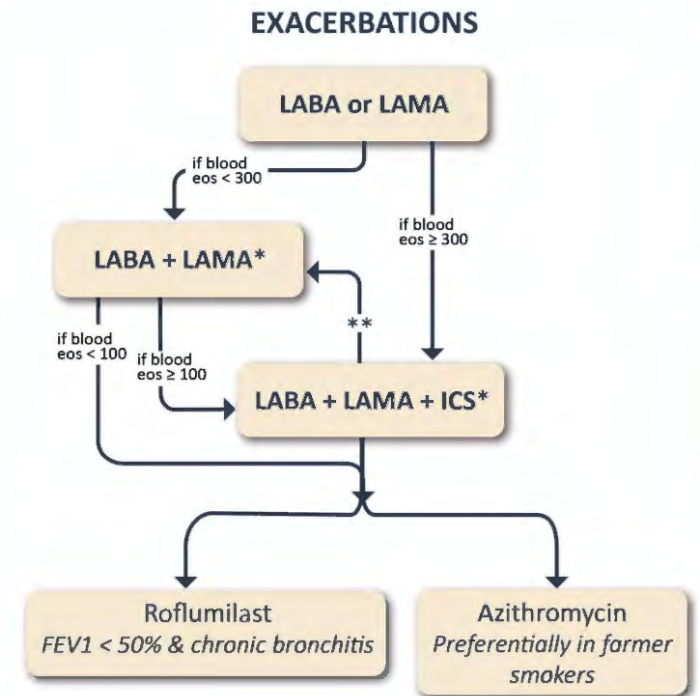 EXACERBATIONS
LABA or LAMA
if blood
eos < 300
if blood
eos ≥ 300
LABA + LAMA*
**
if blood
eos < 100
if blood
eos ≥ 100
LABA + LAMA + ICS*
Roflumilast
FEV1 < 50% & chronic bronchitis
Azithromycin
Preferentially in farmer
smokers